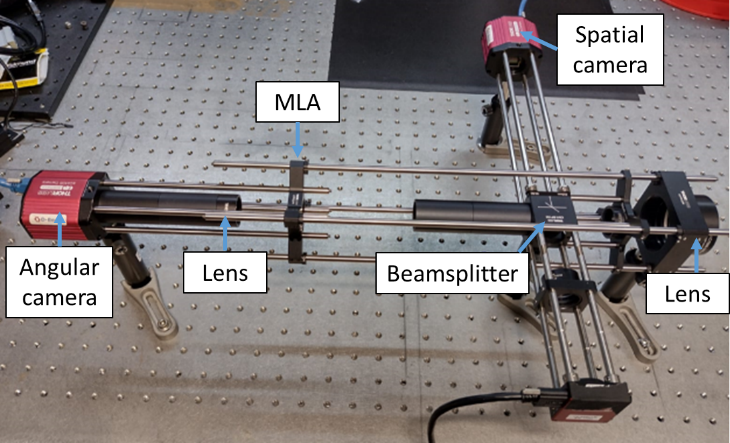 Spatial
camera
MLA
Angular
camera
Lens
Beamsplitter
Lens